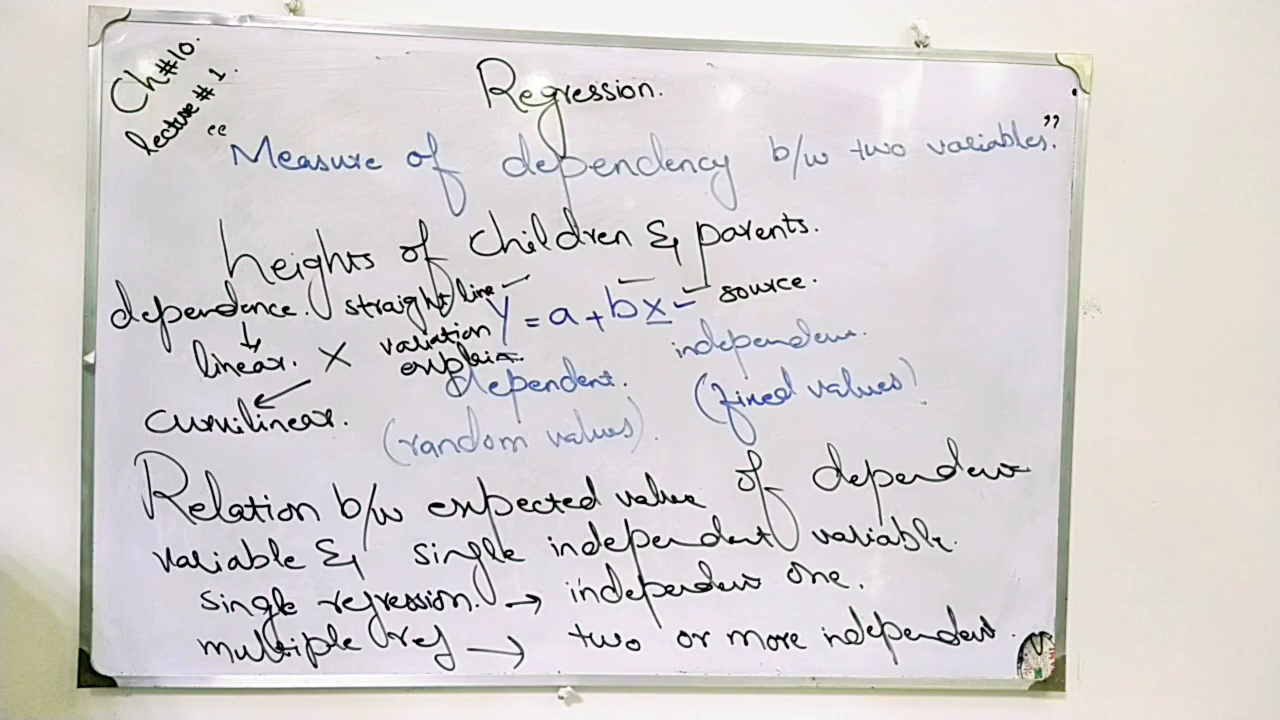 Ch#10.
lecture # 1.
Regression.
"Measure of dependency b/w two variables."
heights of children & parents.
dependence. straight line y = a + bx source.
linear. X variation explain independent.
dependent. (fixed values)
curvilinear.
(random values).
Relation b/w expected value of dependent
variable & single independent variable.
single regression. → independent one.
multiple reg → two or more independent.